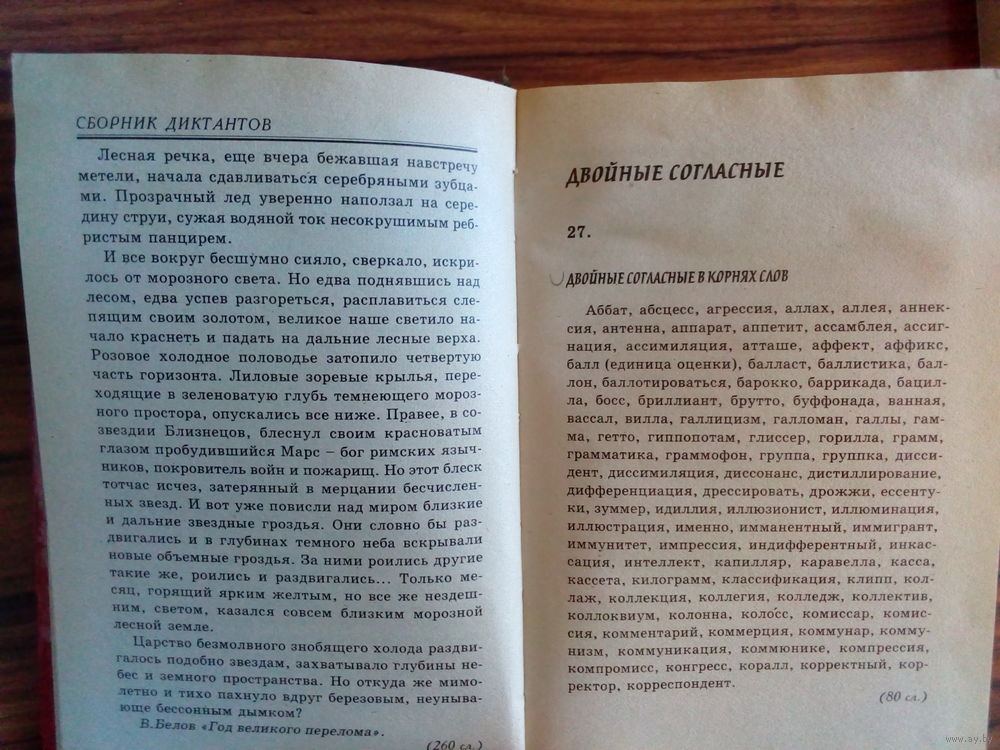 СБОРНИК ДИКТАНТОВ
Лесная речка, еще вчера бежавшая навстречу
метели, начала сдавливаться серебряными зубца-
ми. Прозрачный лед уверенно наползал на сере-
дину струи, сужая водяной ток несокрушимым реб-
ристым панцирем.
И все вокруг бесшумно сияло, сверкало, искри-
лось от морозного света. Но едва поднявшись над
лесом, едва успев разгореться, расплавиться сле-
пящим своим золотом, великое наше светило на-
чало краснеть и падать на дальние лесные верха.
Розовое холодное половодье затопило четвертую
часть горизонта. Лиловые зоревые крылья, пере-
ходящие в зеленоватую глубь темнеющего мороз-
ного простора, опускались все ниже. Правее, в со-
звездии Близнецов, блеснул своим красноватым
глазом пробудившийся Марс – бог римских языч-
ников, покровитель войн и пожарищ. Но этот блеск
тотчас исчез, затерянный в мерцании бесчислен-
ных звезд. И вот уже повисли над миром близкие
и дальние звездные гроздья. Они словно бы раз-
двигались и в глубинах темного неба вскрывали
новые объемные гроздья. За ними роились другие
такие же, роились и раздвигались... Только ме-
сяц, горящий ярким желтым, но все же нездеш-
ним, светом, казался совсем близким морозной
лесной земле.
Царство безмолвного знобящего холода раздви-
галось подобно звездам, захватывало глубины не-
бес и земного пространства. Но откуда же мимо-
летно и тихо пахнуло вдруг березовым, неунываю-
юще бессонным дымком?
В.Белов «Год великого перелома».
(260 сл.)
ДВОЙНЫЕ СОГЛАСНЫЕ
27.
ДВОЙНЫЕ СОГЛАСНЫЕ В КОРНЯХ СЛОВ
Аббат, абсцесс, агрессия, аллах, аллея, аннек-
сия, антенна, аппарат, аппетит, ассамблея, ассиг-
нация, ассимиляция, атташе, аффект, аффикс,
балл (единица оценки), балласт, баллистика, бал-
лон, баллотироваться, барокко, баррикада, бацил-
ла, босс, бриллиант, брутто, буффонада, ванная,
вассал, вилла, галлицизм, галломан, галлы, гам-
ма, гетто, гиппопотам, глиссер, горилла, грамм,
грамматика, граммофон, группа, группка, дисси-
дент, диссимиляция, диссонанс, дистиллирование,
дифференциация, дрессировать, дрожжи, ессенту-
ки, зуммер, идиллия, иллюзионист, иллюминация,
иллюстрация, именно, имманентный, иммигрант,
иммунитет, импрессия, индифферентный, инкас-
сация, интеллект, капилляр, каравелла, касса,
кассета, килограмм, классификация, клипп, кол-
лаж, коллекция, коллегия, колледж, коллектив,
коллоквиум, колонна, колосс, комиссар, комис-
сия, комментарий, коммерция, коммунар, комму-
низм, коммуникация, коммюнике, компрессия,
компромисс, конгресс, коралл, корректный, кор-
ректор, корреспондент.
(80 сл.)
www.ay.by